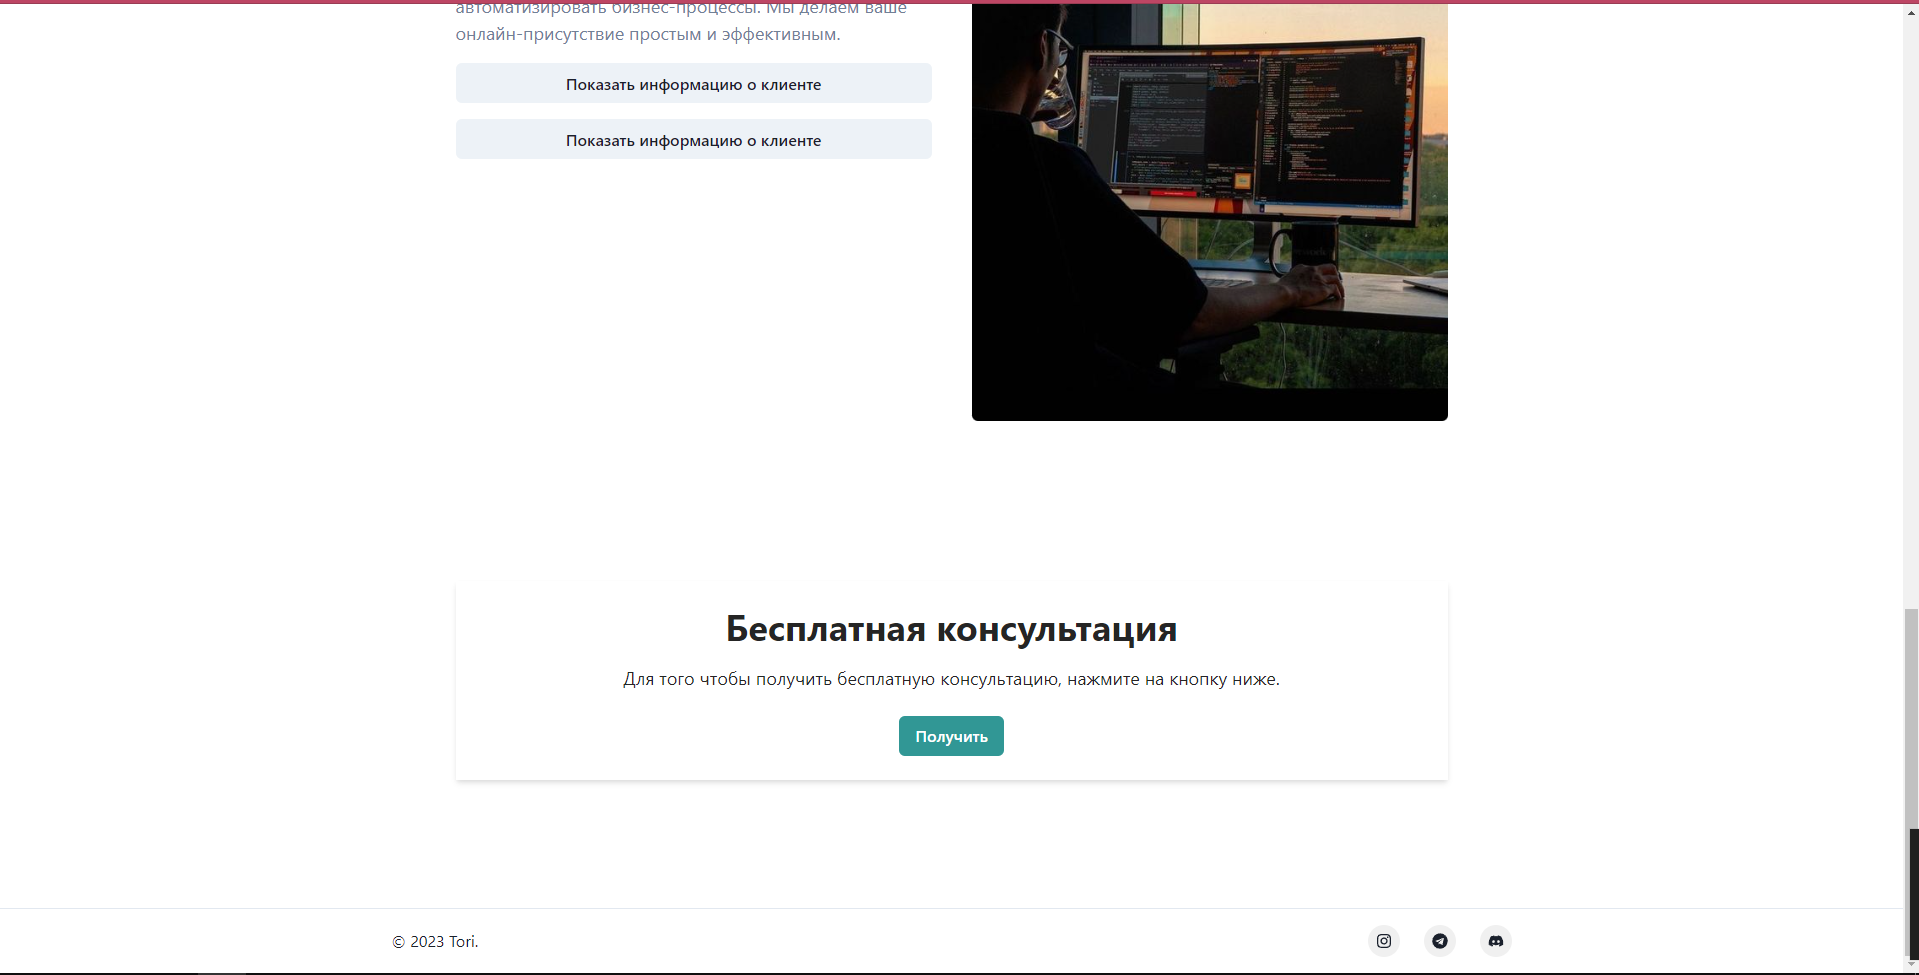 автоматизировать бизнес-процессы. Мы делаем ваше
онлайн-присутствие простым и эффективным.
Показать информацию о клиенте
Показать информацию о клиенте
Бесплатная консультация
Для того чтобы получить бесплатную консультацию, нажмите на кнопку ниже.
Получить
© 2023 Tori.